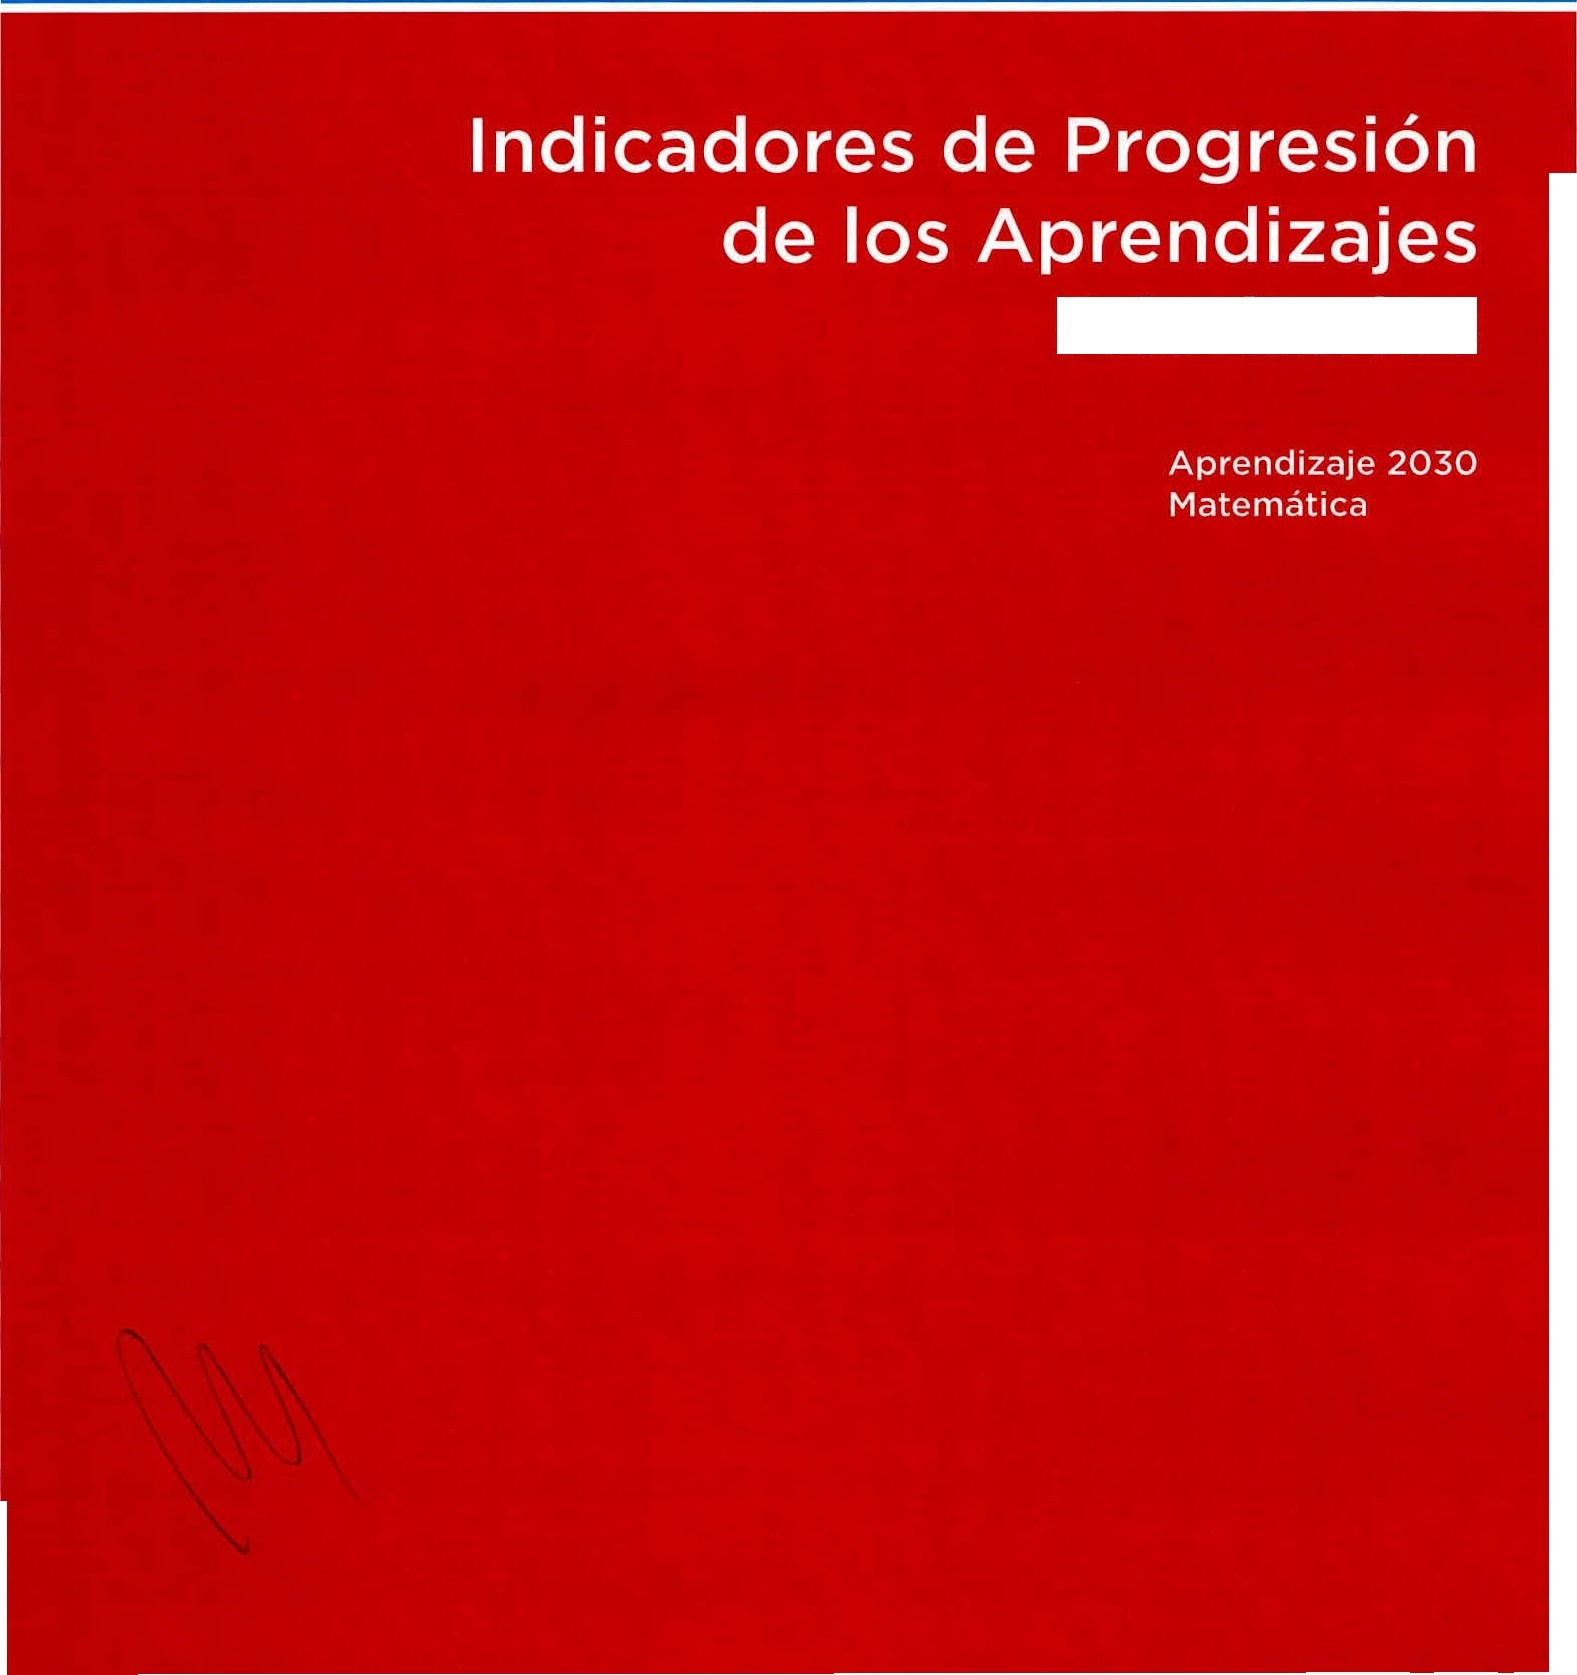 Indicadores de Progresión
de los Aprendizajes
Aprendizaje 2030
Matemática